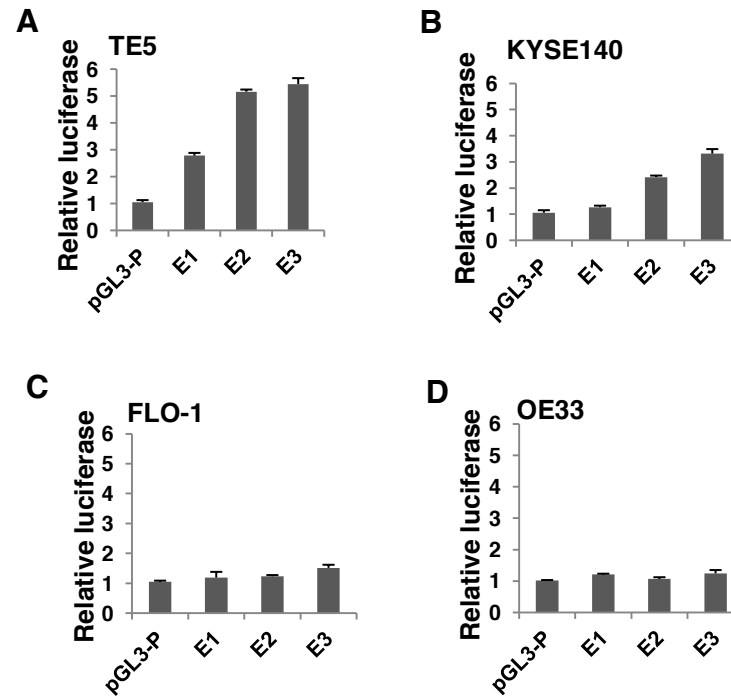 A
TE5
Relative luciferase
6
5
4
3
2
1
0
pGL3-P
E1
E2
E3
B
KYSE140
Relative luciferase
6
5
4
3
2
1
0
pGL3-P
E1
E2
E3
C
FLO-1
Relative luciferase
6
5
4
3
2
1
0
pGL3-P
E1
E2
E3
D
OE33
Relative luciferase
6
5
4
3
2
1
0
pGL3-P
E1
E2
E3